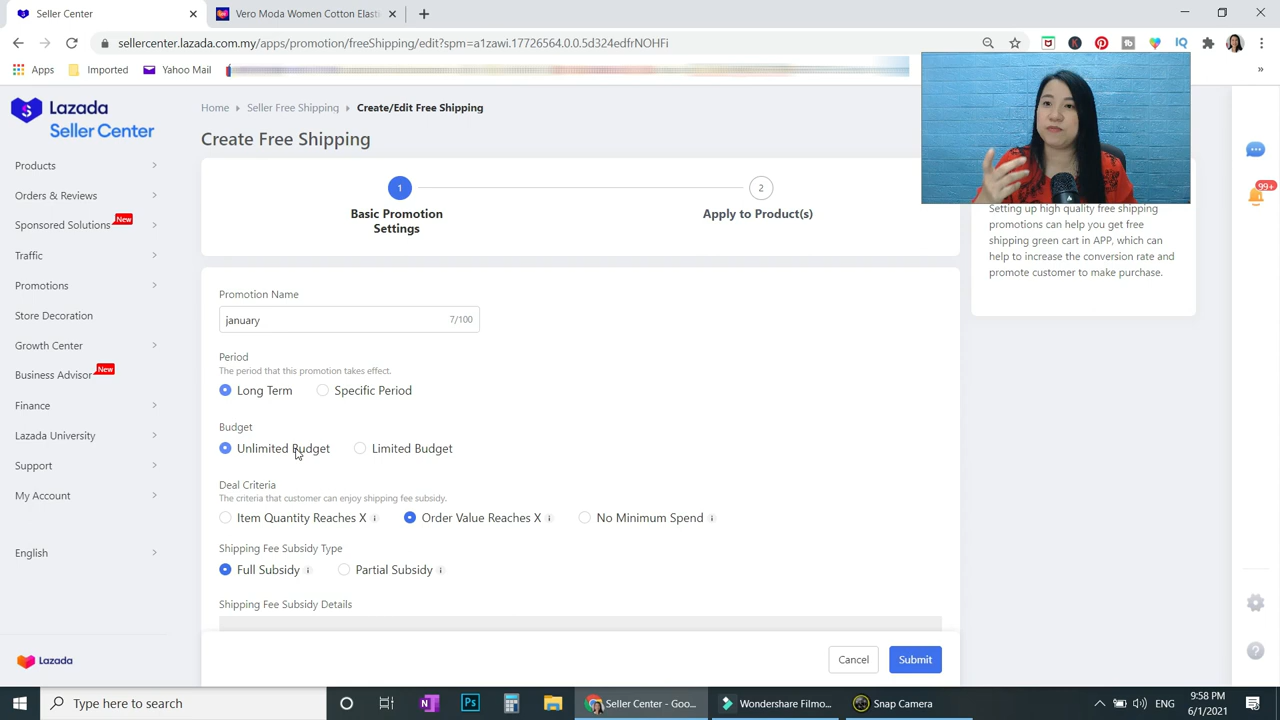 Seller Center
Vero Moda Women Cotton Elast
sellercenter.lazada.com.my/apps/promotion/freeShipping/edit?spm=a1zawi.17726564.0.0.5d324edfrNOHFi
Apps
Imported
Yahoo Mail
»
Lazada
Seller Center
Home
Seller Free Shipping
Create/Edit Free Shipping
Create Free Shipping
1
Basic Promotion
Settings
2
Apply to Product(s)
Setting up high quality free shipping
promotions can help you get free
shipping green cart in APP, which can
help to increase the conversion rate and
promote customer to make purchase.
99+
Products
Orders & Reviews
Sponsored Solutions New
Traffic
Promotions
Store Decoration
Growth Center
Business Advisor New
Finance
Lazada University
Support
My Account
English
Lazada
Promotion Name
january 7/100
Period
The period that this promotion takes effect.
Long Term Specific Period
Budget
Unlimited Budget Limited Budget
Deal Criteria
The criteria that customer can enjoy shipping fee subsidy.
Item Quantity Reaches X Order Value Reaches X No Minimum Spend
Shipping Fee Subsidy Type
Full Subsidy Partial Subsidy
Shipping Fee Subsidy Details
Cancel Submit
Type here to search
Ps
Seller Center - Goo...
Wondershare Filmo...
Snap Camera
ENG
9:58 PM
6/1/2021